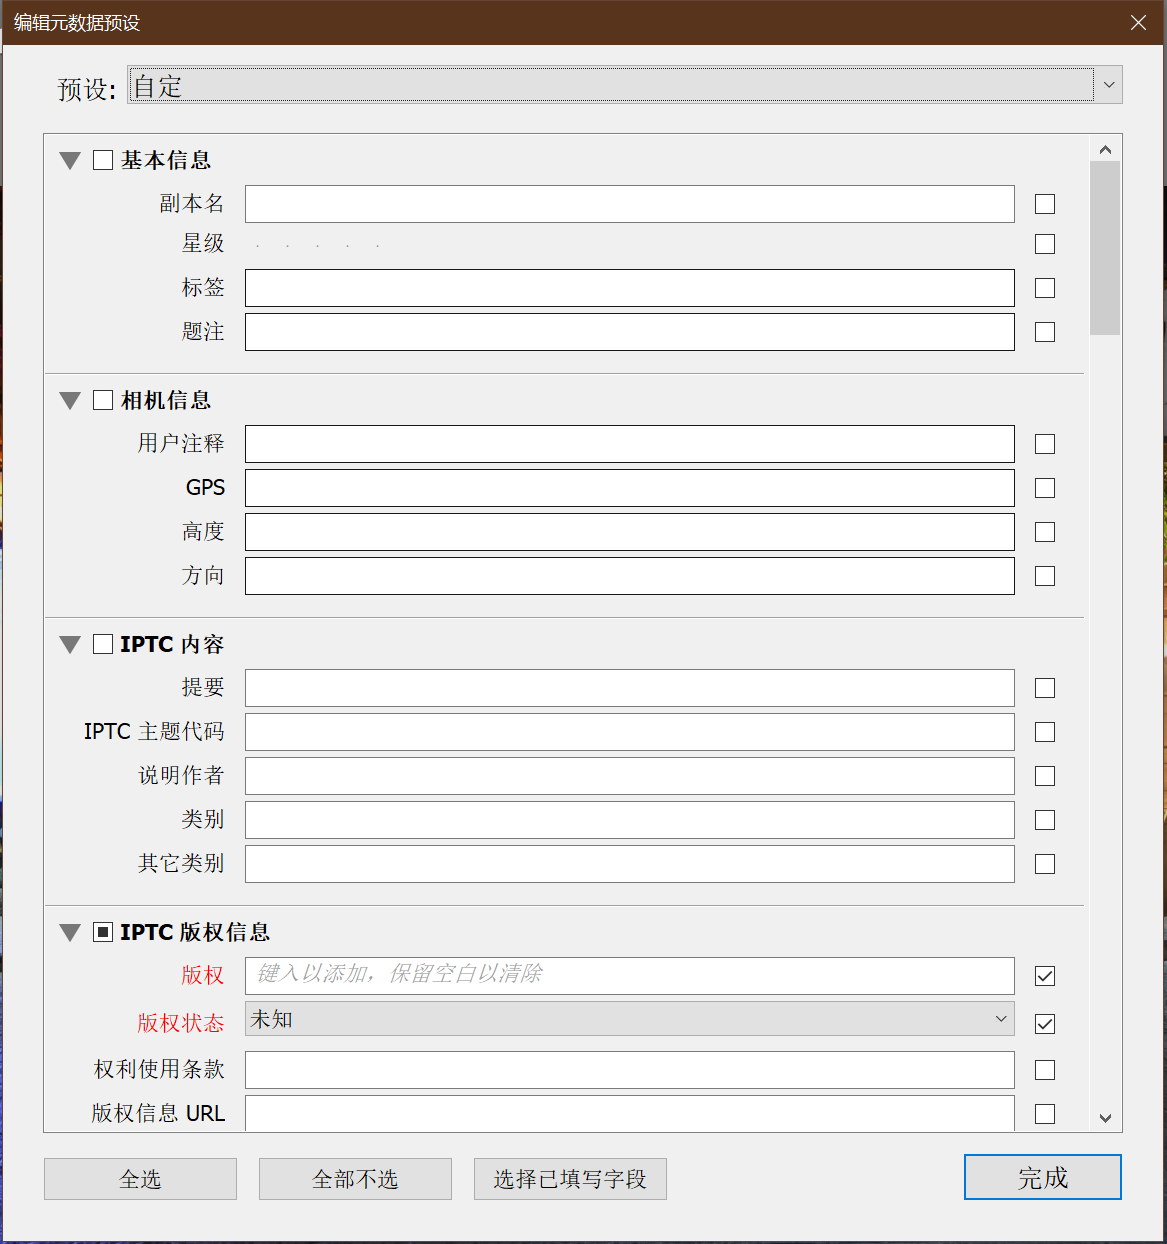 编辑元数据预设
预设: 自定
基本信息
副本名
星级
标签
题注
相机信息
用户注释
GPS
高度
方向
IPTC 内容
提要
IPTC 主题代码
说明作者
类别
其它类别
IPTC 版权信息
版权 键入以添加，保留空白以清除
版权状态 未知
权利使用条款
版权信息 URL
全选 全部不选 选择已填写字段 完成